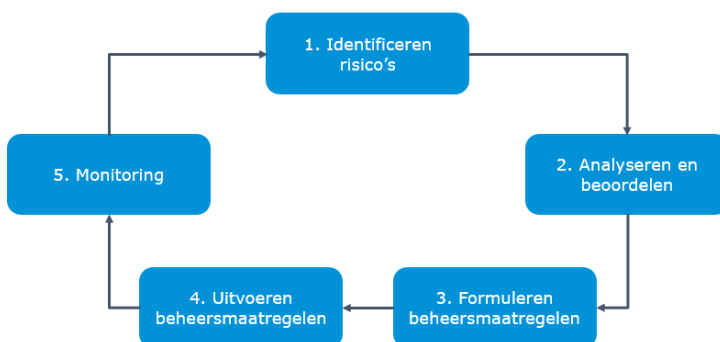 1. Identificeren
risico’s
2. Analyseren en
beoordelen
3. Formuleren
beheersmaatregelen
4. Uitvoeren
beheersmaatregelen
5. Monitoring